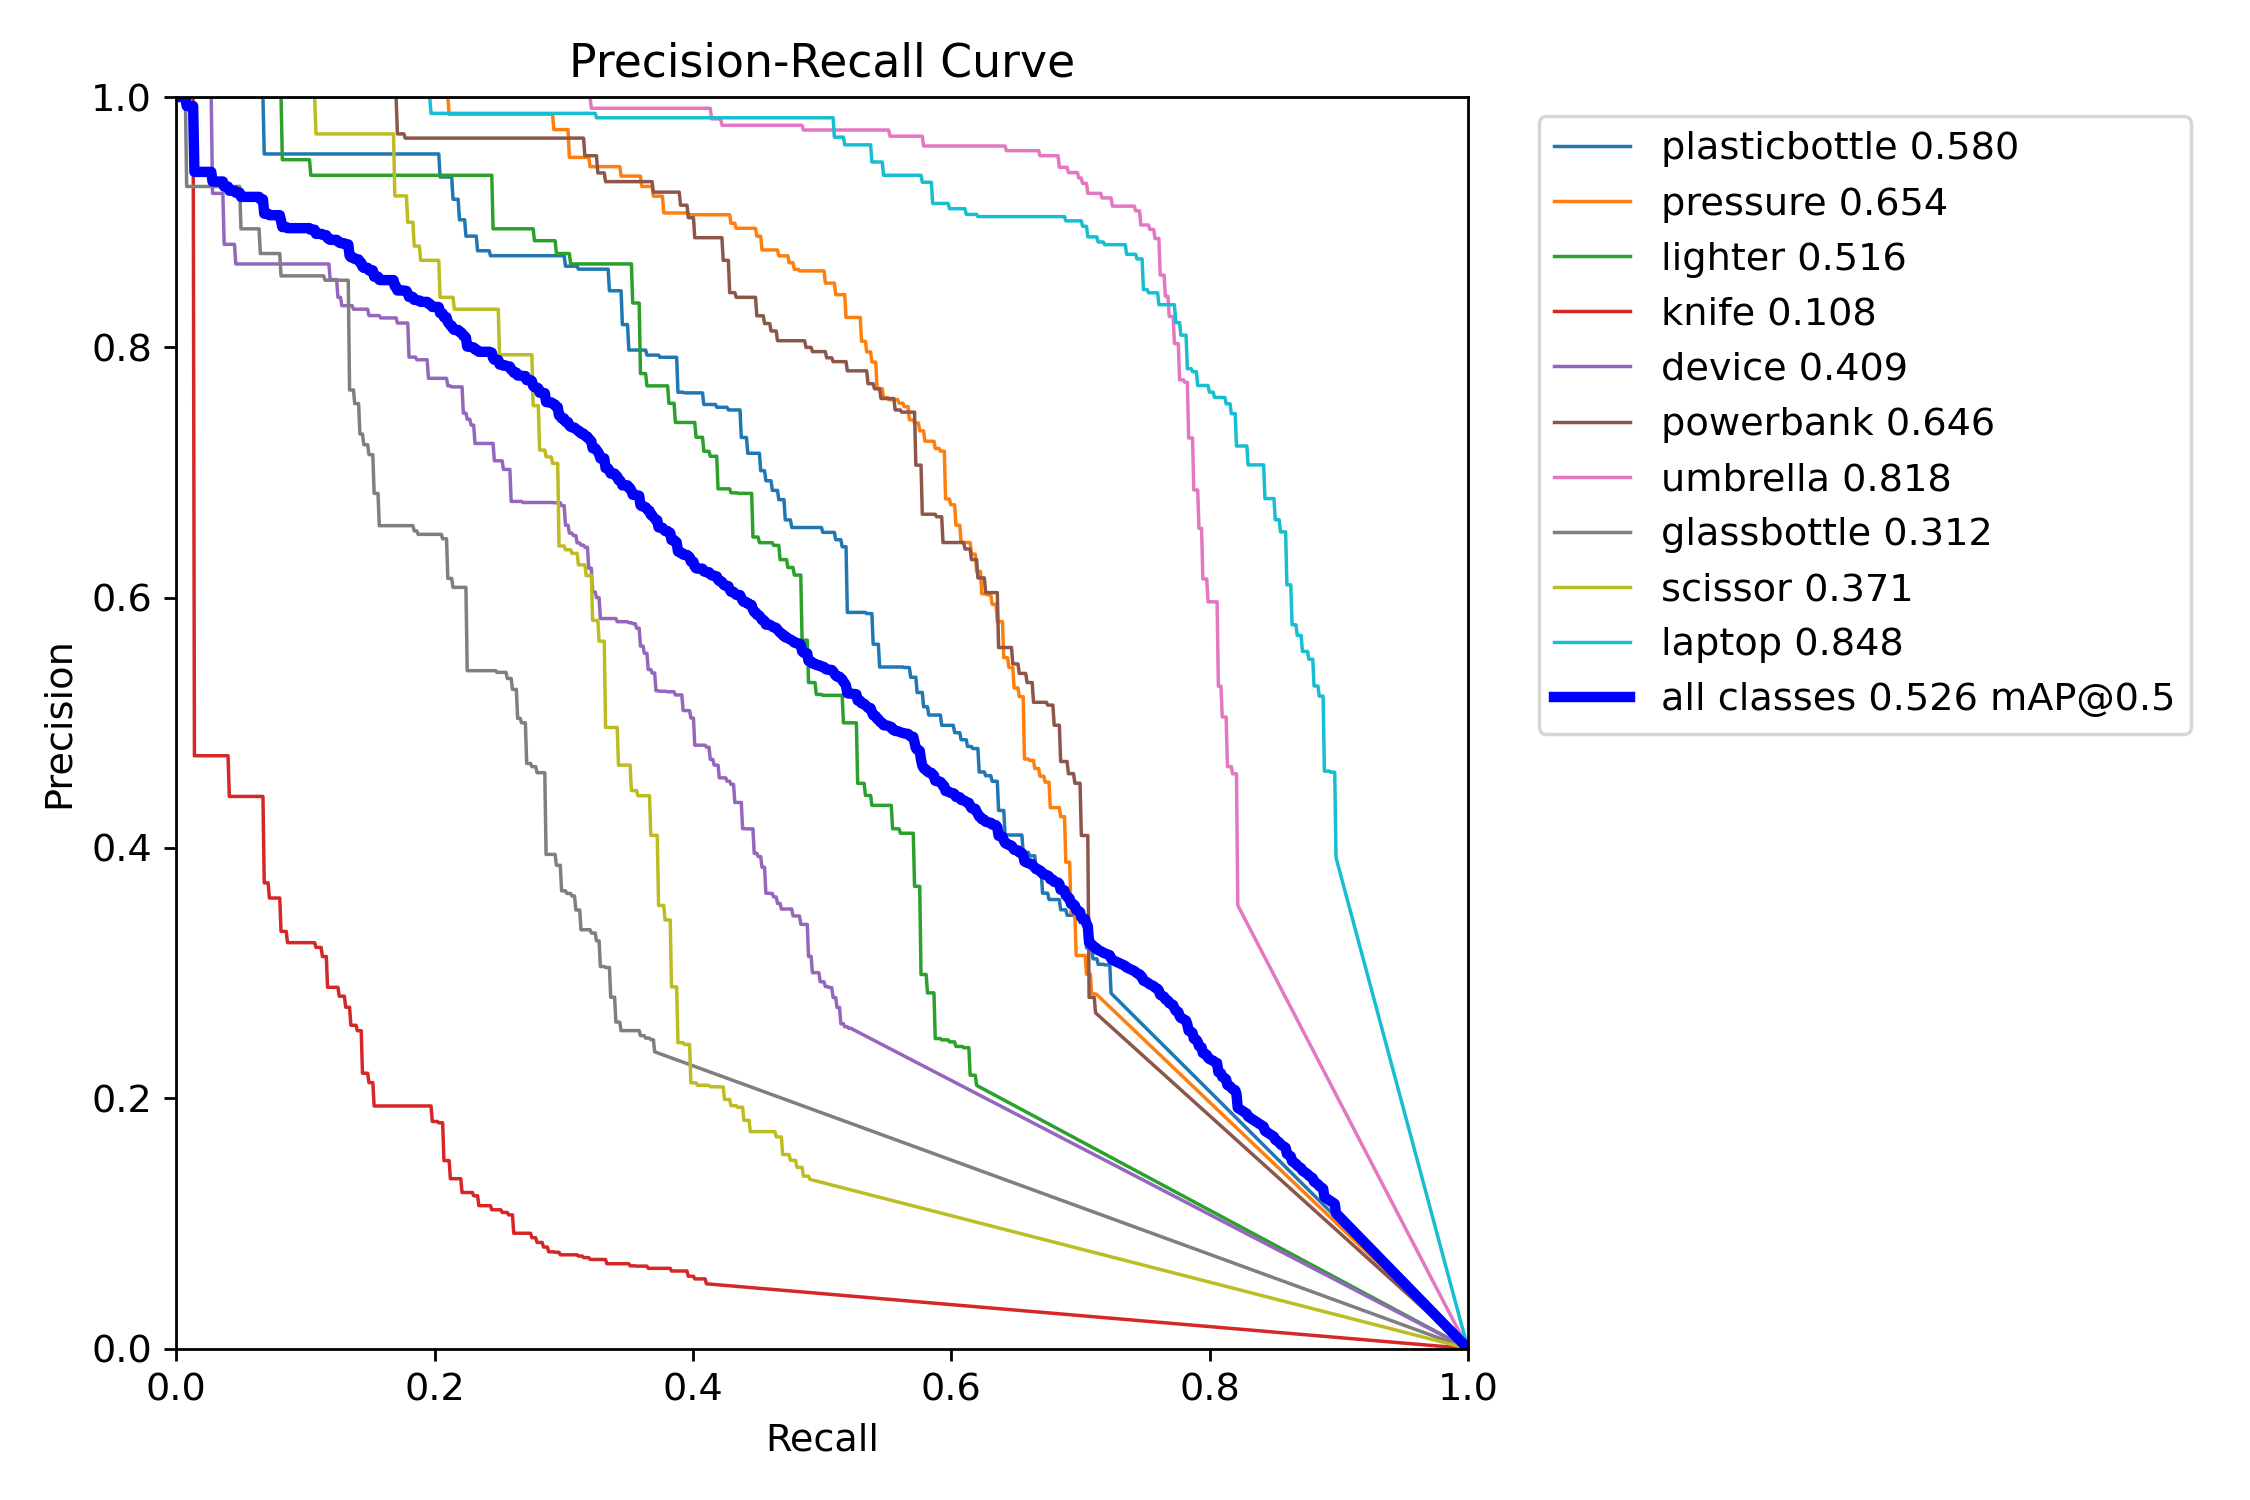 Precision-Recall Curve
1.0
0.8
0.6
0.4
0.2
0.0
Precision
0.0 0.2 0.4 0.6 0.8 1.0
Recall
plasticbottle 0.580
pressure 0.654
lighter 0.516
knife 0.108
device 0.409
powerbank 0.646
umbrella 0.818
glassbottle 0.312
scissor 0.371
laptop 0.848
all classes 0.526 mAP@0.5